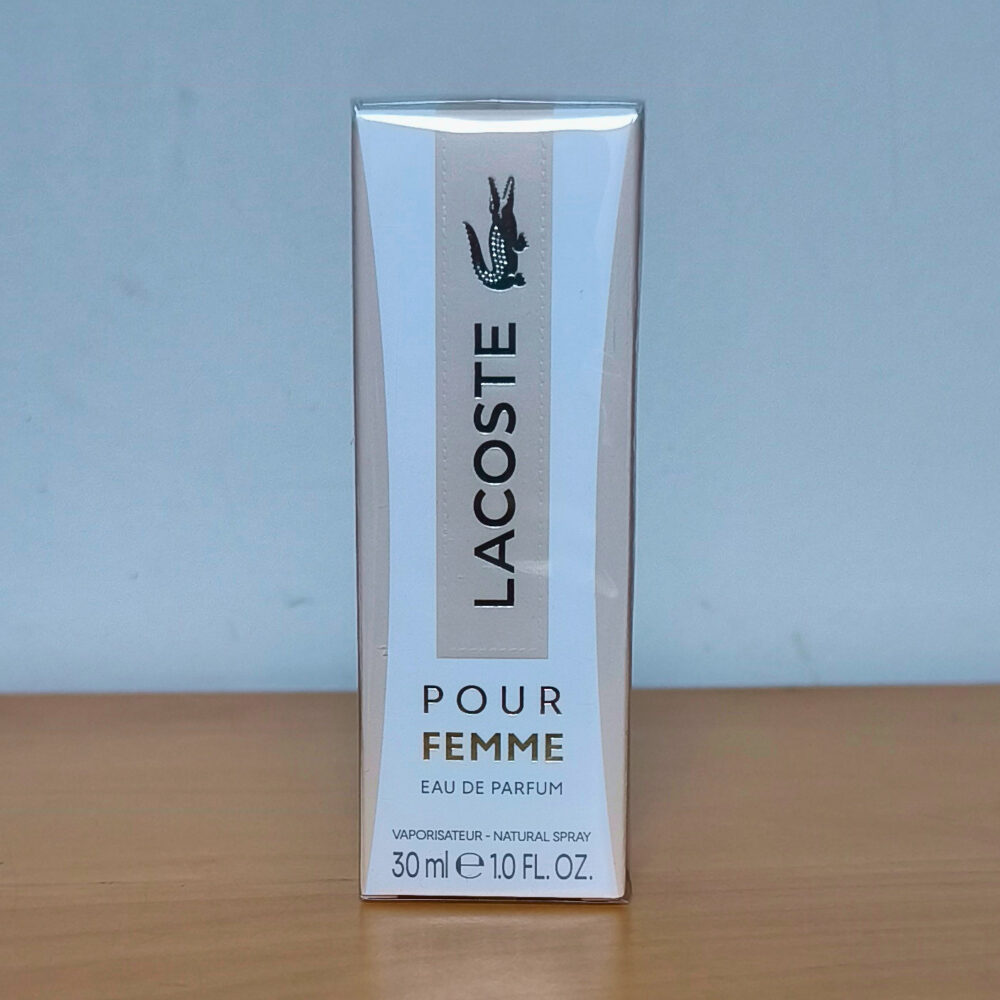 LACOSTE
POUR
FEMME
EAU DE PARFUM
VAPORISATEUR - NATURAL SPRAY
30 ml ℮ 1.0 FL. OZ.